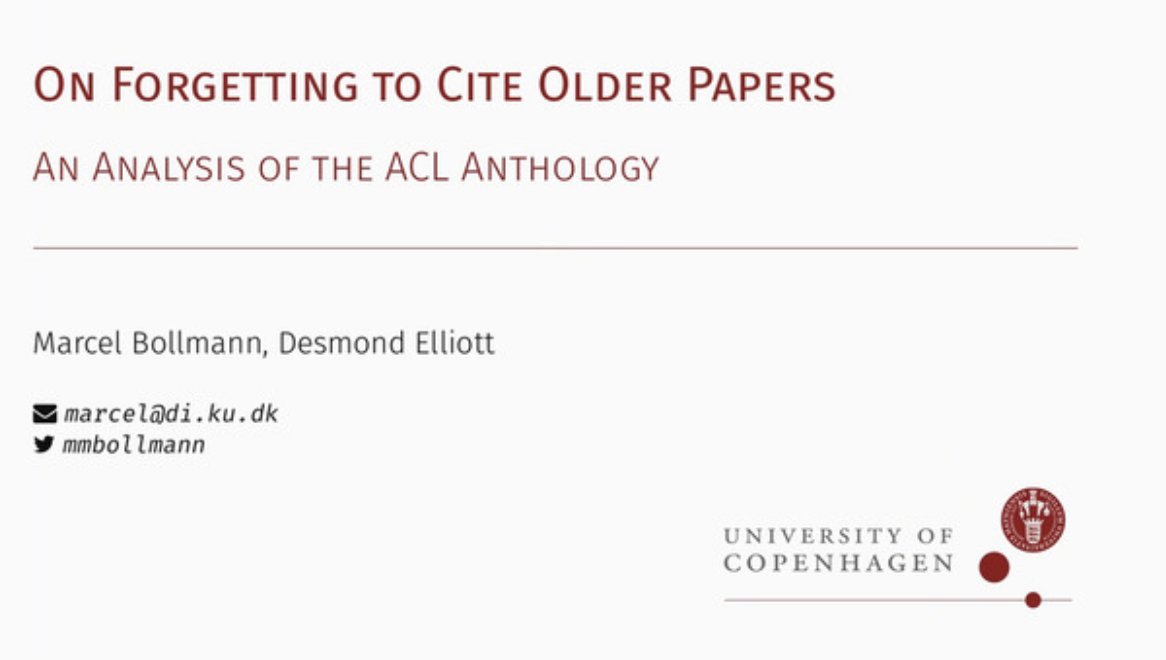 On Forgetting to Cite Older Papers
An Analysis of the ACL Anthology
Marcel Bollmann, Desmond Elliott
marcel@di.ku.dk
mmbollmann
UNIVERSITY OF
COPENHAGEN